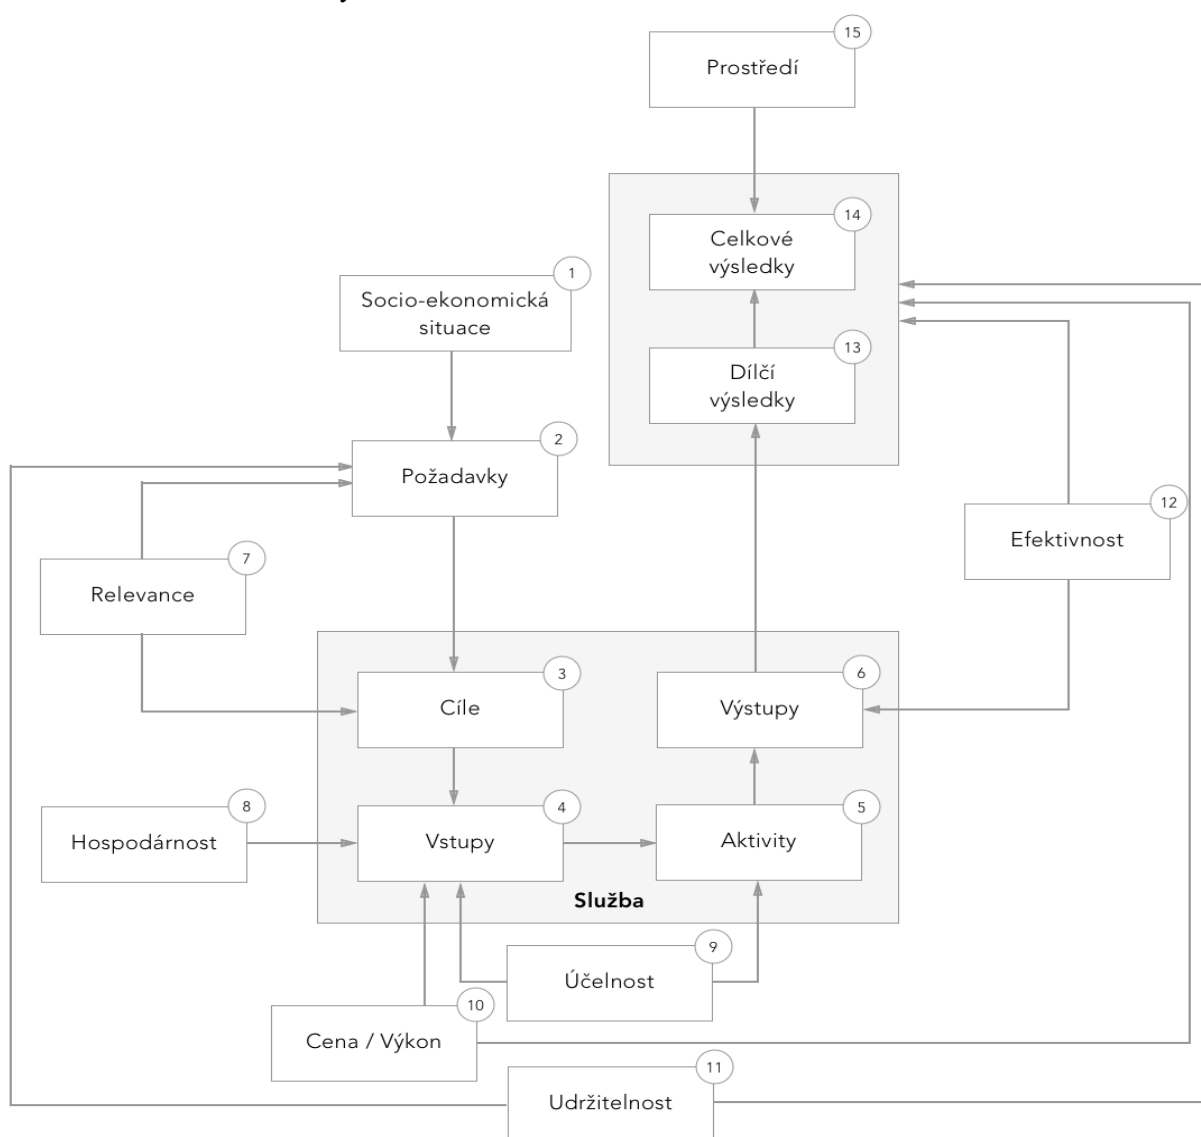 15
Prostředí
14
Celkové
výsledky
1
Socio-ekonomická
situace
13
Dílčí
výsledky
2
Požadavky
12
Efektivnost
7
Relevance
3
Cíle
6
Výstupy
8
Hospodárnost
4
Vstupy
5
Aktivity
Služba
9
Účelnost
10
Cena / Výkon
11
Udržitelnost